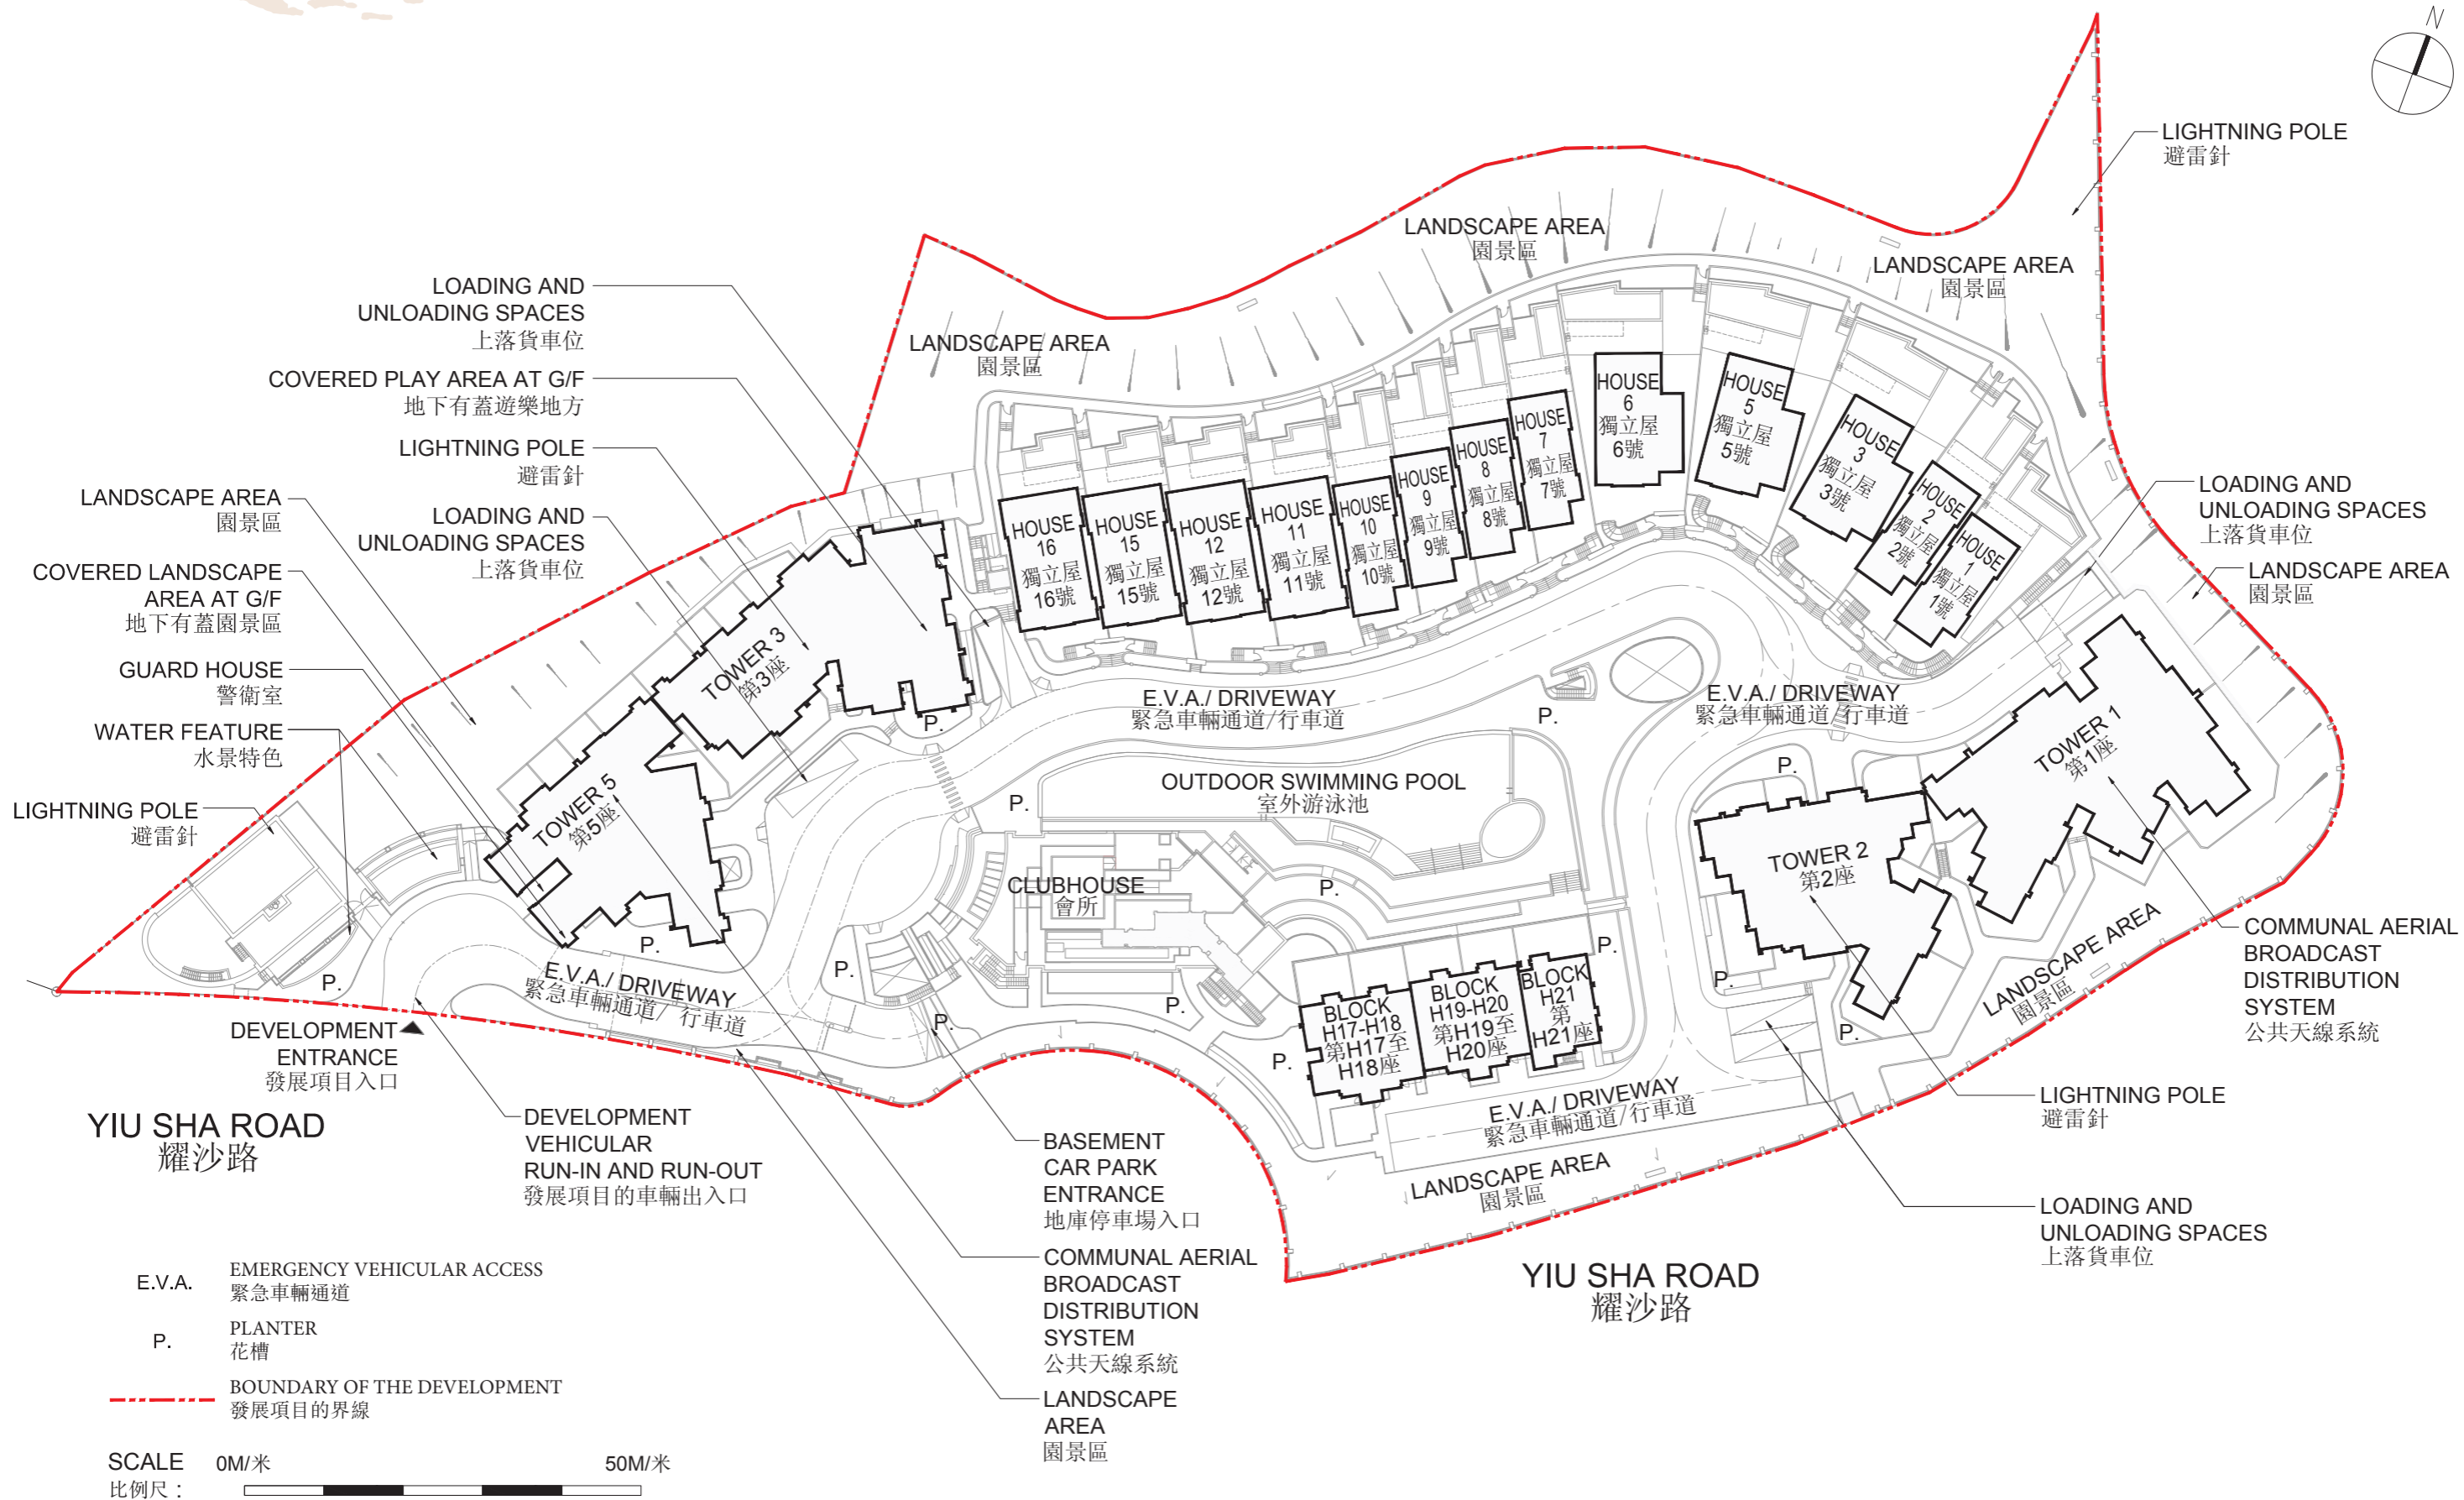 N
LIGHTNING POLE
避雷針
LANDSCAPE AREA
園景區
LANDSCAPE AREA
園景區
LANDSCAPE AREA
園景區
LOADING AND
UNLOADING SPACES
上落貨車位
COVERED PLAY AREA AT G/F
地下有蓋遊樂地方
LIGHTNING POLE
避雷針
LOADING AND
UNLOADING SPACES
上落貨車位
LANDSCAPE AREA
園景區
COVERED LANDSCAPE
AREA AT G/F
地下有蓋園景區
GUARD HOUSE
警衛室
WATER FEATURE
水景特色
LIGHTNING POLE
避雷針
HOUSE
16
獨立屋
16號
HOUSE
15
獨立屋
15號
HOUSE
12
獨立屋
12號
HOUSE
11
獨立屋
11號
HOUSE
10
獨立屋
10號
HOUSE
9
獨立屋
9號
HOUSE
8
獨立屋
8號
HOUSE
7
獨立屋
7號
HOUSE
6
獨立屋
6號
HOUSE
5
獨立屋
5號
HOUSE
3
獨立屋
3號
HOUSE
2
獨立屋
2號
HOUSE
1
獨立屋
1號
LOADING AND
UNLOADING SPACES
上落貨車位
LANDSCAPE AREA
園景區
TOWER 3
第3座
TOWER 5
第5座
P.
E.V.A./ DRIVEWAY
緊急車輛通道/行車道
P.
E.V.A./ DRIVEWAY
緊急車輛通道/行車道
TOWER 1
第1座
P.
OUTDOOR SWIMMING POOL
室外游泳池
P.
TOWER 2
第2座
CLUBHOUSE
會所
P.
P.
P.
P.
P.
P.
E.V.A./ DRIVEWAY
緊急車輛通道/ 行車道
P.
P.
P.
P.
BLOCK
H17-H18
第H17至
H18座
BLOCK
H19-H20
第H19至
H20座
BLOCK
H21
第
H21座
P.
LANDSCAPE AREA
園景區
COMMUNAL AERIAL
BROADCAST
DISTRIBUTION
SYSTEM
公共天線系統
E.V.A./ DRIVEWAY
緊急車輛通道/行車道
LANDSCAPE AREA
園景區
LIGHTNING POLE
避雷針
LOADING AND
UNLOADING SPACES
上落貨車位
DEVELOPMENT
ENTRANCE
發展項目入口
YIU SHA ROAD
耀沙路
DEVELOPMENT
VEHICULAR
RUN-IN AND RUN-OUT
發展項目的車輛出入口
BASEMENT
CAR PARK
ENTRANCE
地庫停車場入口
COMMUNAL AERIAL
BROADCAST
DISTRIBUTION
SYSTEM
公共天線系統
LANDSCAPE
AREA
園景區
YIU SHA ROAD
耀沙路
E.V.A. EMERGENCY VEHICULAR ACCESS
緊急車輛通道
P. PLANTER
花槽
BOUNDARY OF THE DEVELOPMENT
發展項目的界線
SCALE 0M/米 50M/米
比例尺：